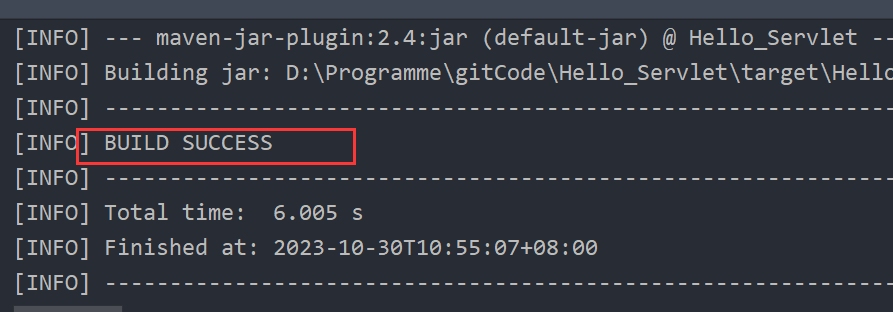 [INFO] --- maven-jar-plugin:2.4:jar (default-jar) @ Hello_Servlet --
[INFO] Building jar: D:\Programme\gitCode\Hello_Servlet\target\Hello
[INFO] ------------------------------------------------------------
[INFO] BUILD SUCCESS
[INFO] ------------------------------------------------------------
[INFO] Total time:  6.005 s
[INFO] Finished at: 2023-10-30T10:55:07+08:00
[INFO] ------------------------------------------------------------